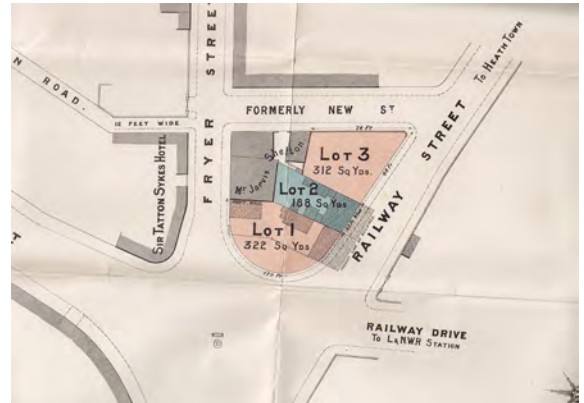 N ROAD.
12 FEET WIDE
SIR TATTON SYKES HOTEL
FRYER STREET
FORMERLY NEW ST
Mr Jarvis Shelton.
LOT 3
312 SQ YDS.
LOT 2
188 SQ YDS
LOT 1
322 SQ YDS
RAILWAY STREET
TO HEATH TOWN
RAILWAY DRIVE
TO L&N.W.R STATION